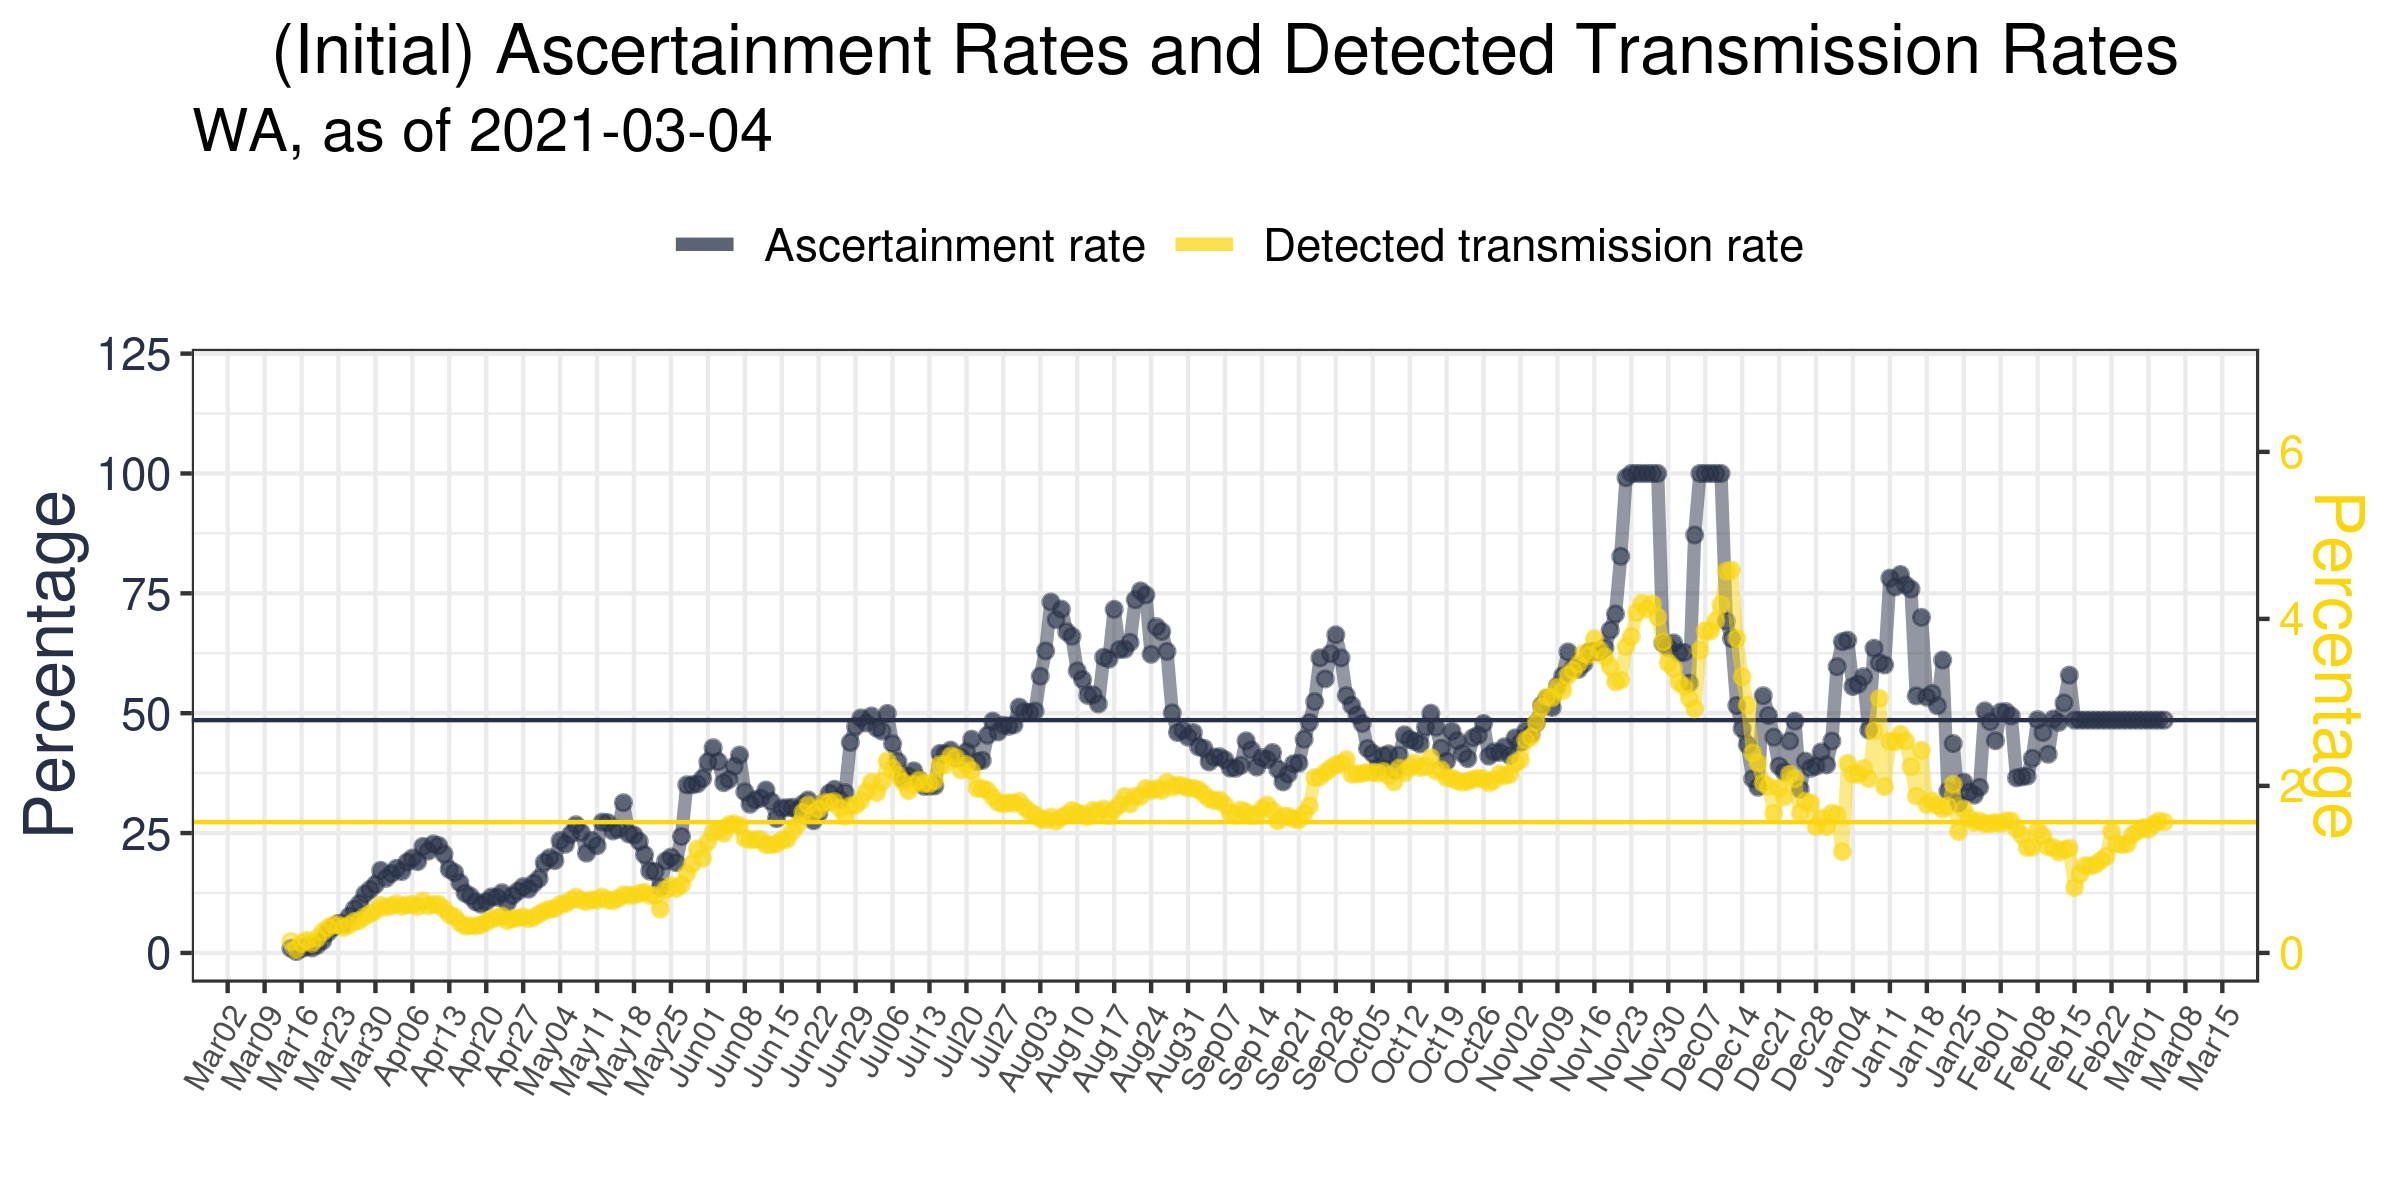 (Initial) Ascertainment Rates and Detected Transmission Rates
WA, as of 2021-03-04
Ascertainment rate
Detected transmission rate
Percentage
125
100
75
50
25
0
6
4
2
0
Percentage
Mar02
Mar09
Mar16
Mar23
Mar30
Apr06
Apr13
Apr20
Apr27
May04
May11
May18
May25
Jun01
Jun08
Jun15
Jun22
Jun29
Jul06
Jul13
Jul20
Jul27
Aug03
Aug10
Aug17
Aug24
Aug31
Sep07
Sep14
Sep21
Sep28
Oct05
Oct12
Oct19
Oct26
Nov02
Nov09
Nov16
Nov23
Nov30
Dec07
Dec14
Dec21
Dec28
Jan04
Jan11
Jan18
Jan25
Feb01
Feb08
Feb15
Feb22
Mar01
Mar08
Mar15